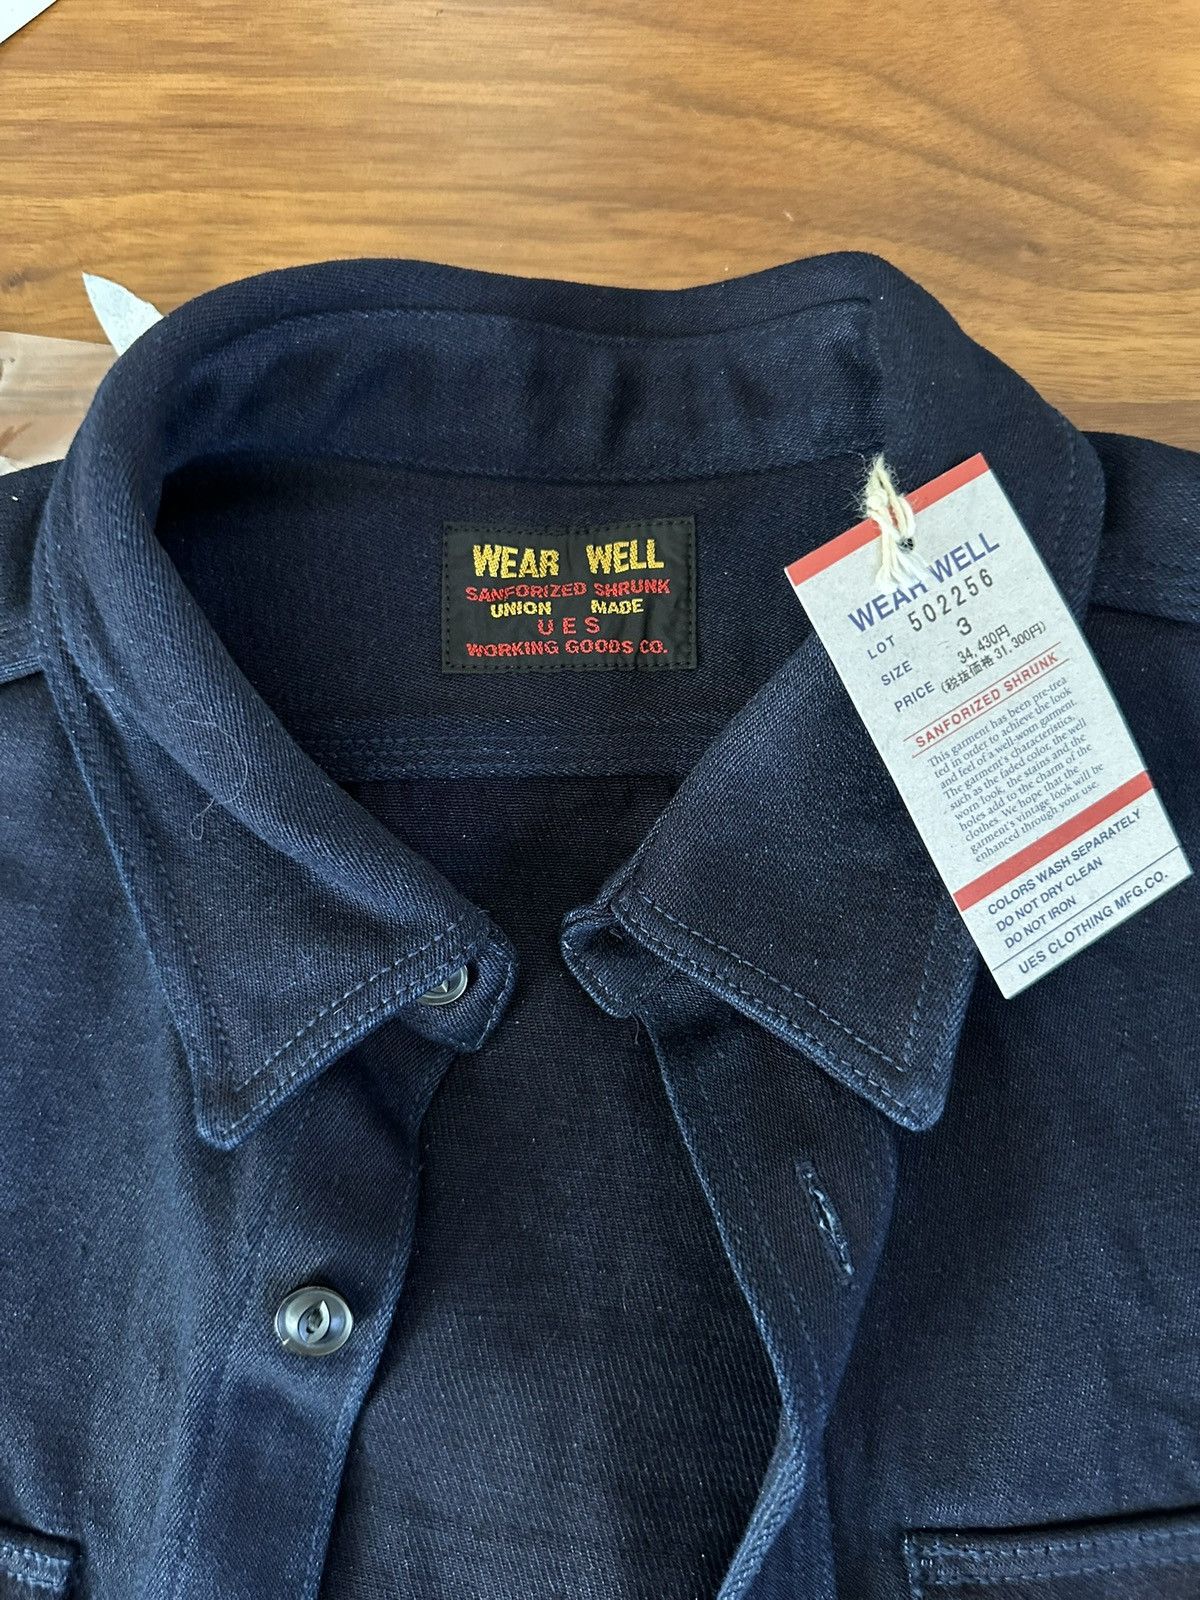 WEAR WELL
SANFORIZED SHRUNK
UNION MADE
UES
WORKING GOODS CO.
WEAR WELL
LOT 502256
SIZE 3
PRICE 34,430円
(税抜価格 31,300円)
SANFORIZED SHRUNK
This garment has been pre-trea
ted in order to achieve the look
and feel of a well-worn garment.
The garment's characteristics,
such as the faded color, the well
worn look, the stains and the
holes add to the charm of the
clothes. We hope that the
garment's vintage look will be
enhanced through your use.
COLORS WASH SEPARATELY
DO NOT DRY CLEAN
DO NOT IRON
UES CLOTHING MFG.CO.